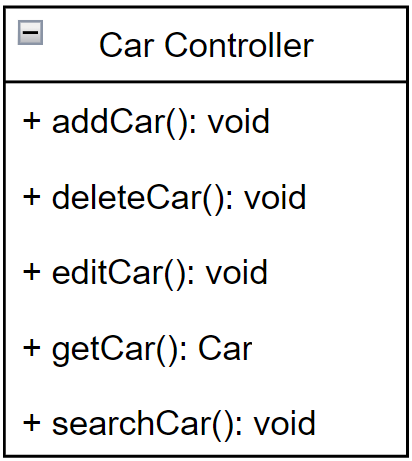 Car Controller
+ addCar(): void
+ deleteCar(): void
+ editCar(): void
+ getCar(): Car
+ searchCar(): void